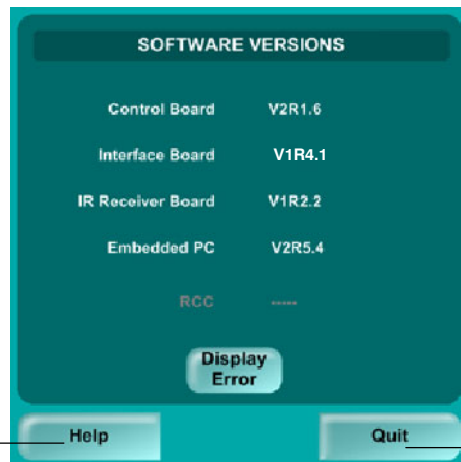 SOFTWARE VERSIONS
Control Board V2R1.6
Interface Board V1R4.1
IR Receiver Board V1R2.2
Embedded PC V2R5.4
RCC -----
Display
Error
Help Quit